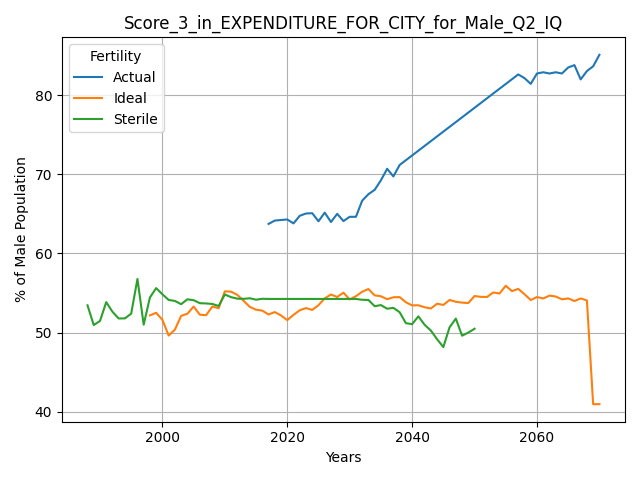 Score_3_in_EXPENDITURE_FOR_CITY_for_Male_Q2_IQ
Fertility
Actual
Ideal
Sterile
% of Male Population
80
70
60
50
40
2000
2020
2040
2060
Years